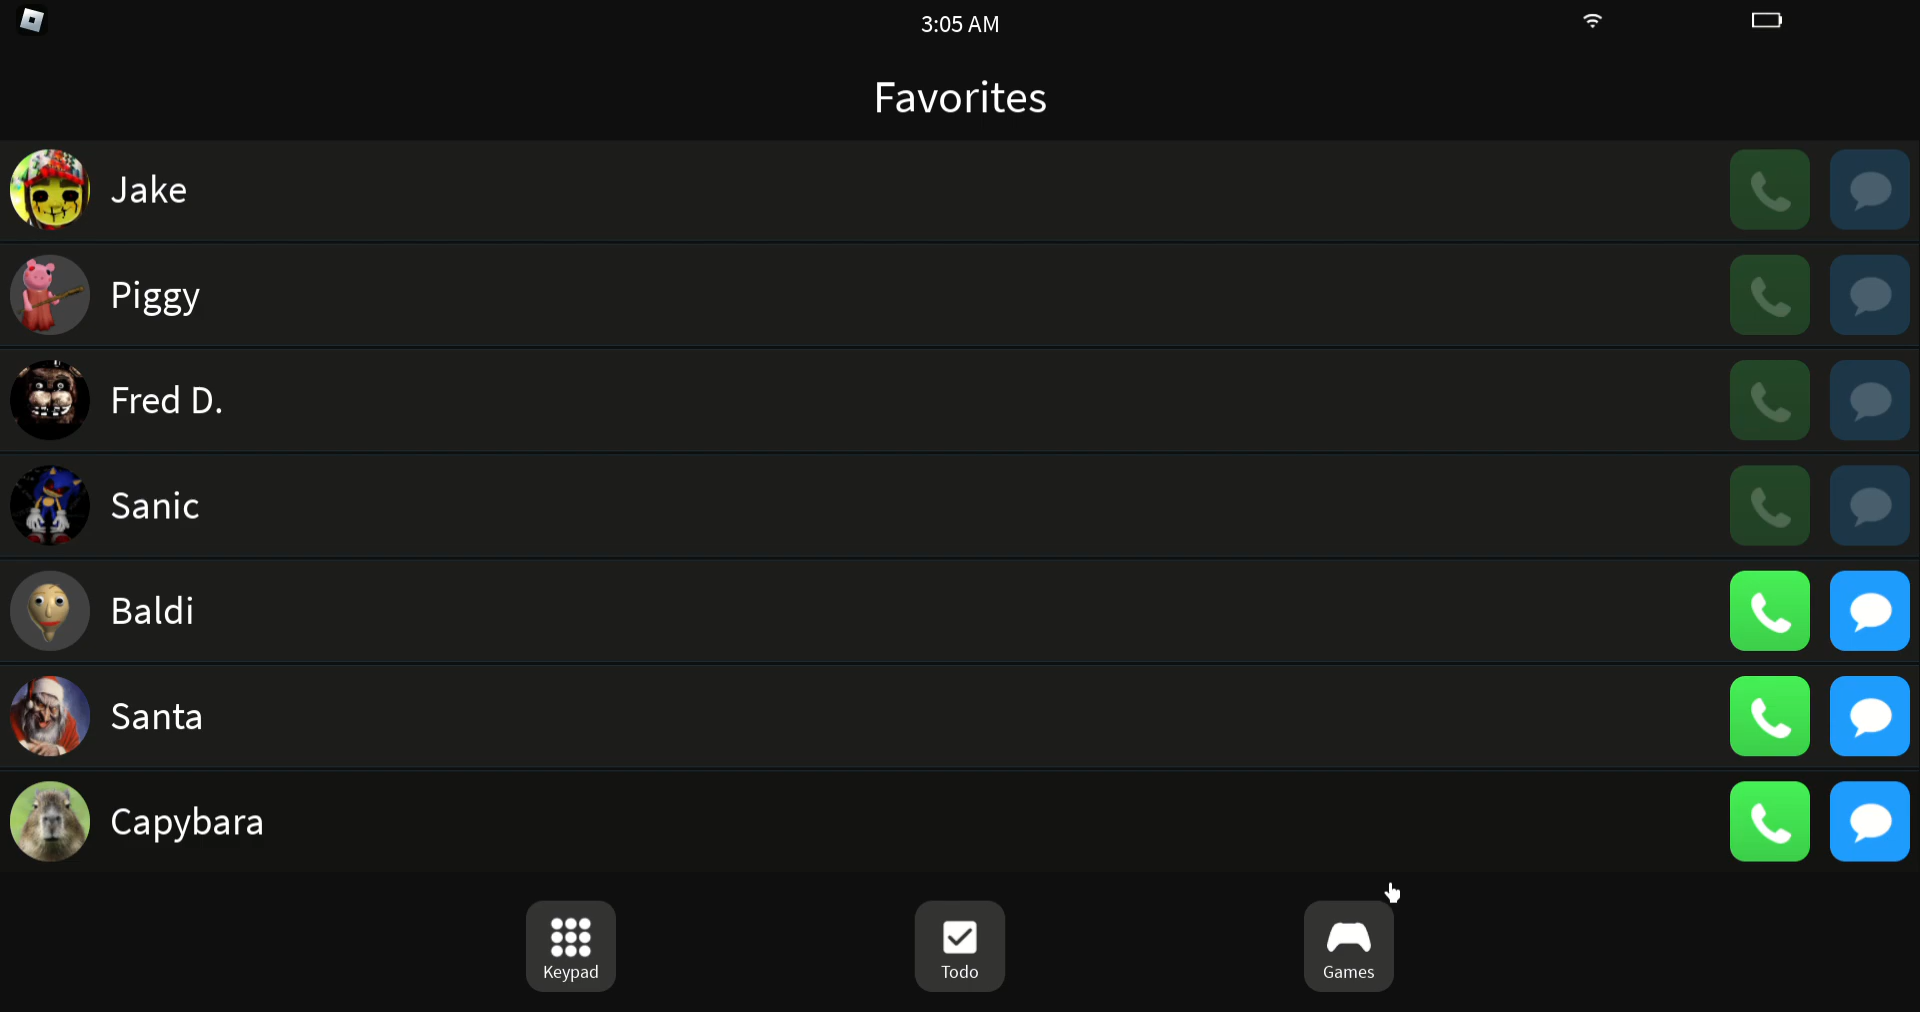 3:05 AM
Favorites
Jake
Piggy
Fred D.
Sanic
Baldi
Santa
Capybara
Keypad
Todo
Games